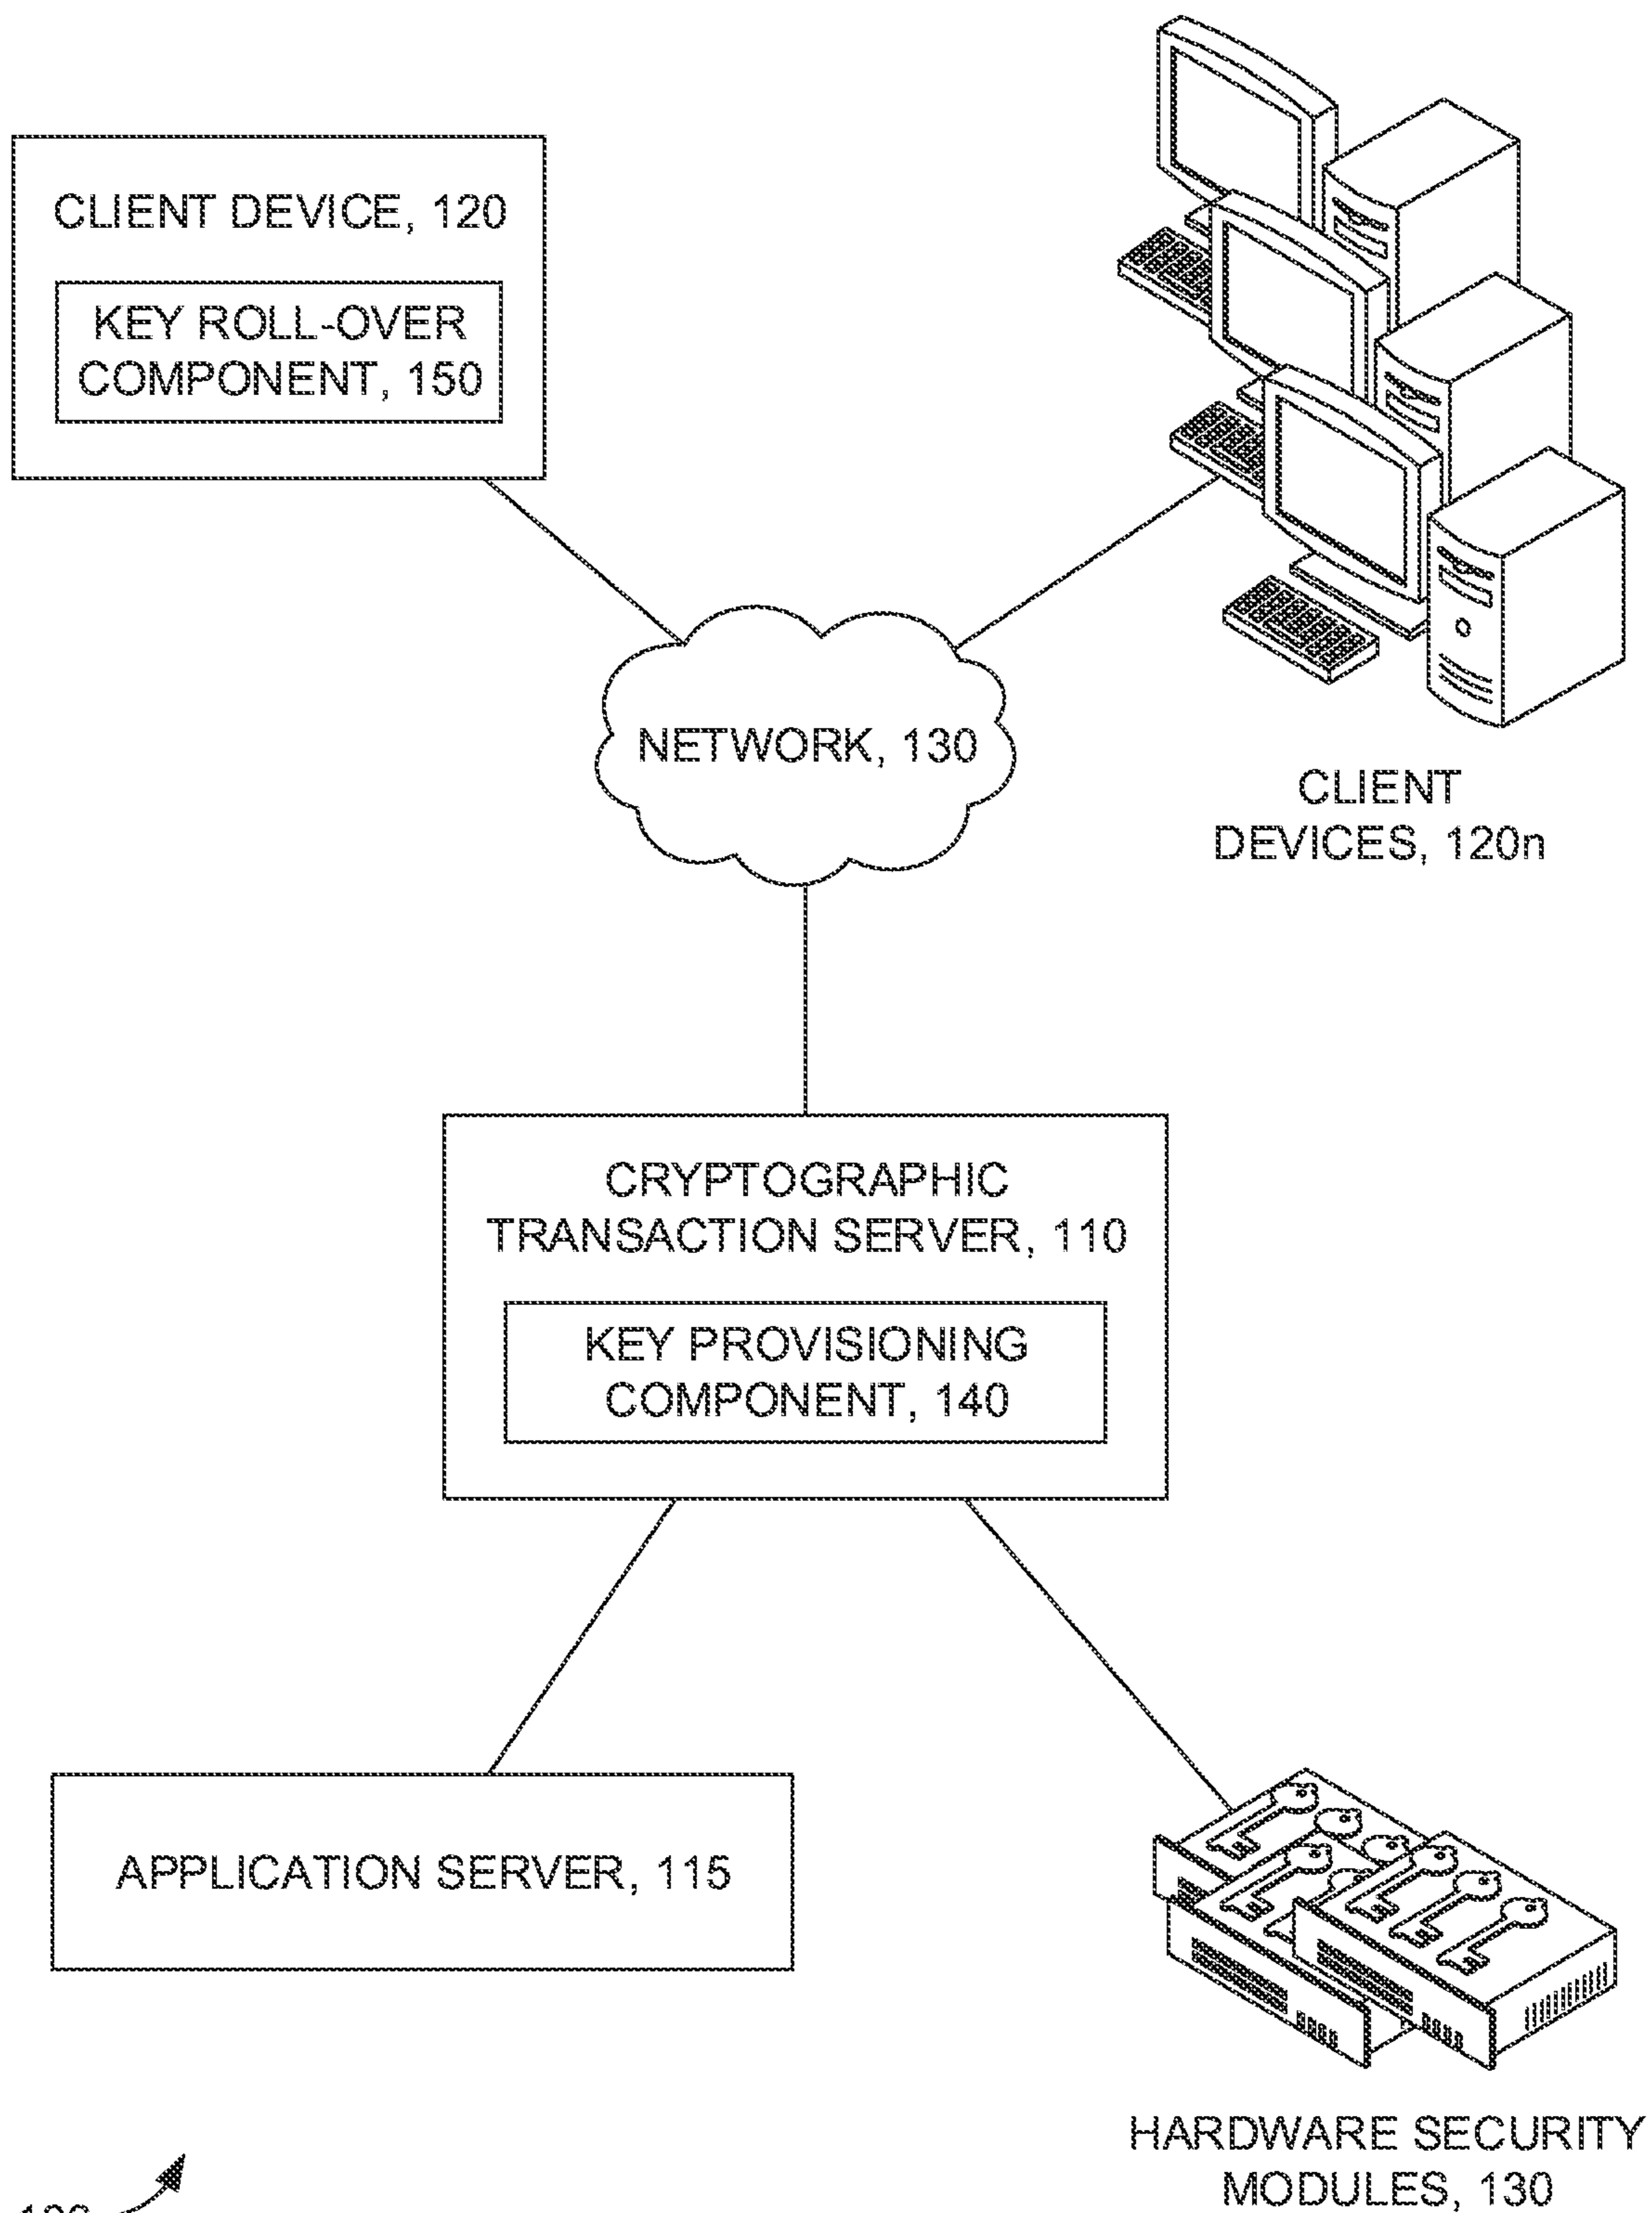 CLIENT DEVICE, 120
KEY ROLL-OVER
COMPONENT, 150
NETWORK, 130
CLIENT
DEVICES, 120n
CRYPTOGRAPHIC
TRANSACTION SERVER, 110
KEY PROVISIONING
COMPONENT, 140
APPLICATION SERVER, 115
HARDWARE SECURITY
MODULES, 130